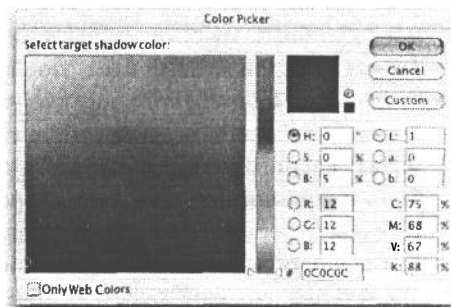 Color Picker
Select target shadow color:
OK
Cancel
Custom
H: 0 °
L: 1
S: 0 %
a: 0
B: 5 %
b: 0
R: 12
C: 75 %
G: 12
M: 68 %
B: 12
V: 67 %
# 0C0C0C
K: 88 %
Only Web Colors